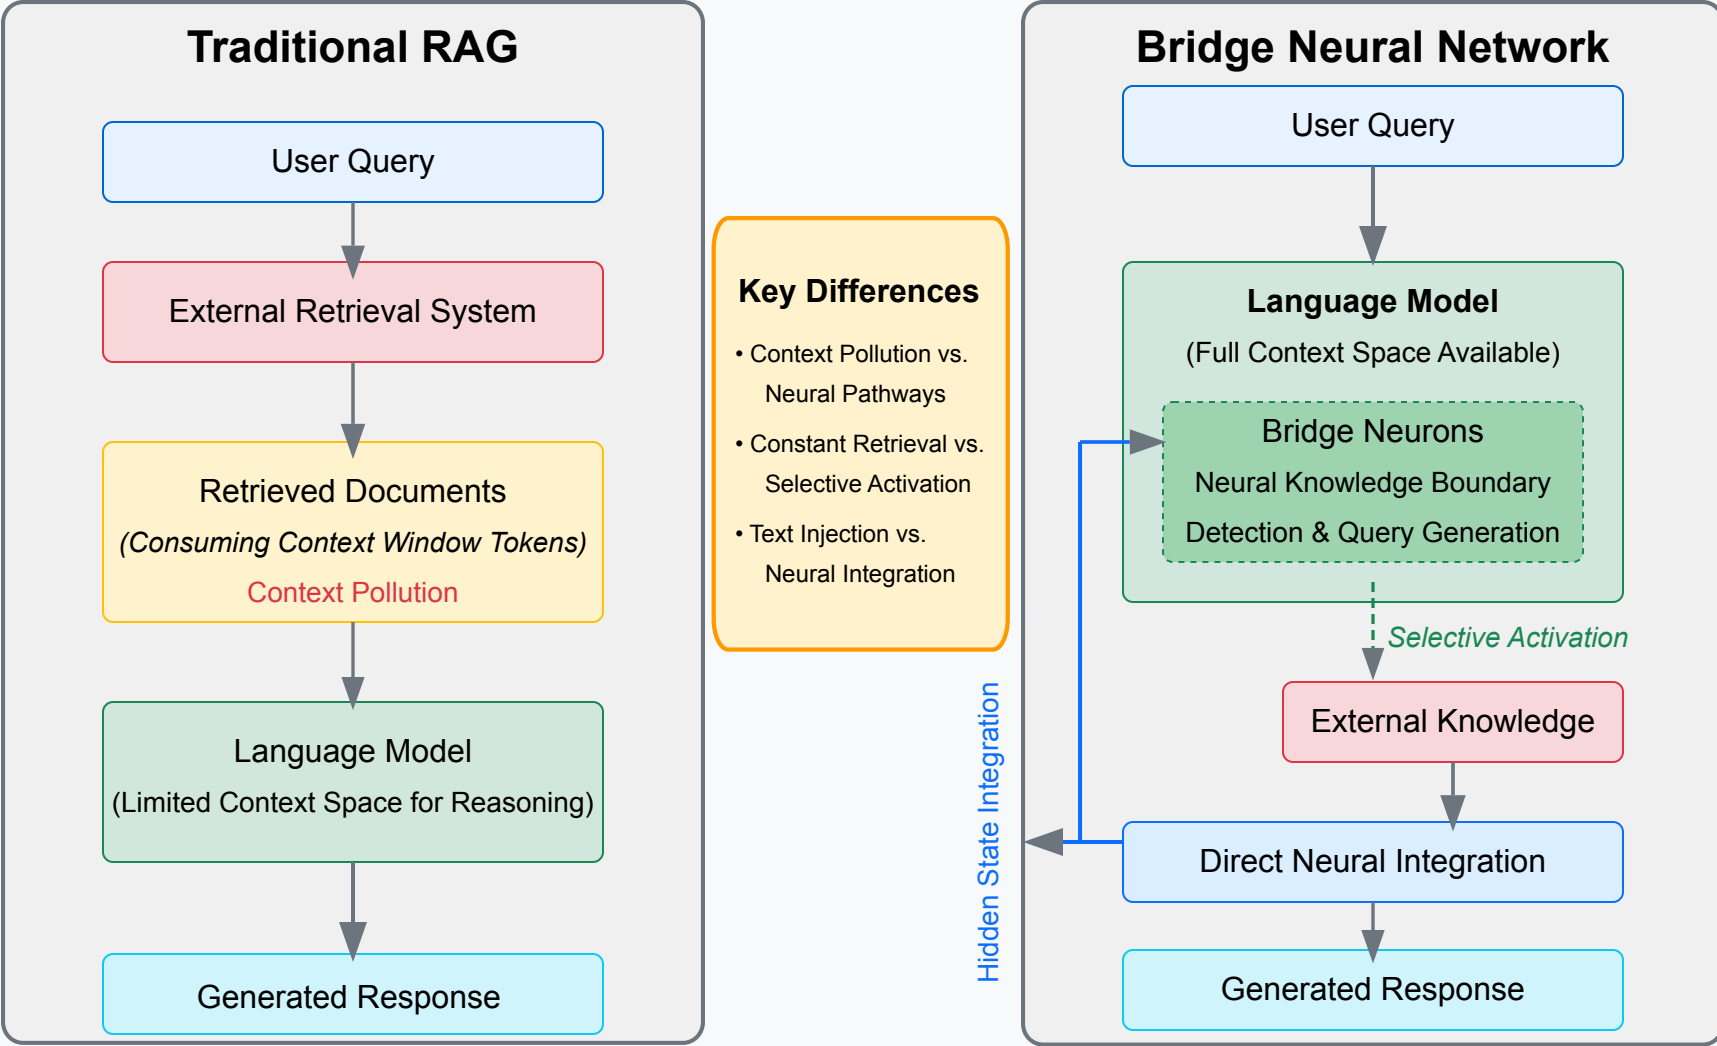 Traditional RAG
User Query
External Retrieval System
Retrieved Documents
(Consuming Context Window Tokens)
Context Pollution
Language Model
(Limited Context Space for Reasoning)
Generated Response
Key Differences
• Context Pollution vs.
Neural Pathways
• Constant Retrieval vs.
Selective Activation
• Text Injection vs.
Neural Integration
Bridge Neural Network
User Query
Language Model
(Full Context Space Available)
Bridge Neurons
Neural Knowledge Boundary
Detection & Query Generation
Selective Activation
External Knowledge
Hidden State Integration
Direct Neural Integration
Generated Response